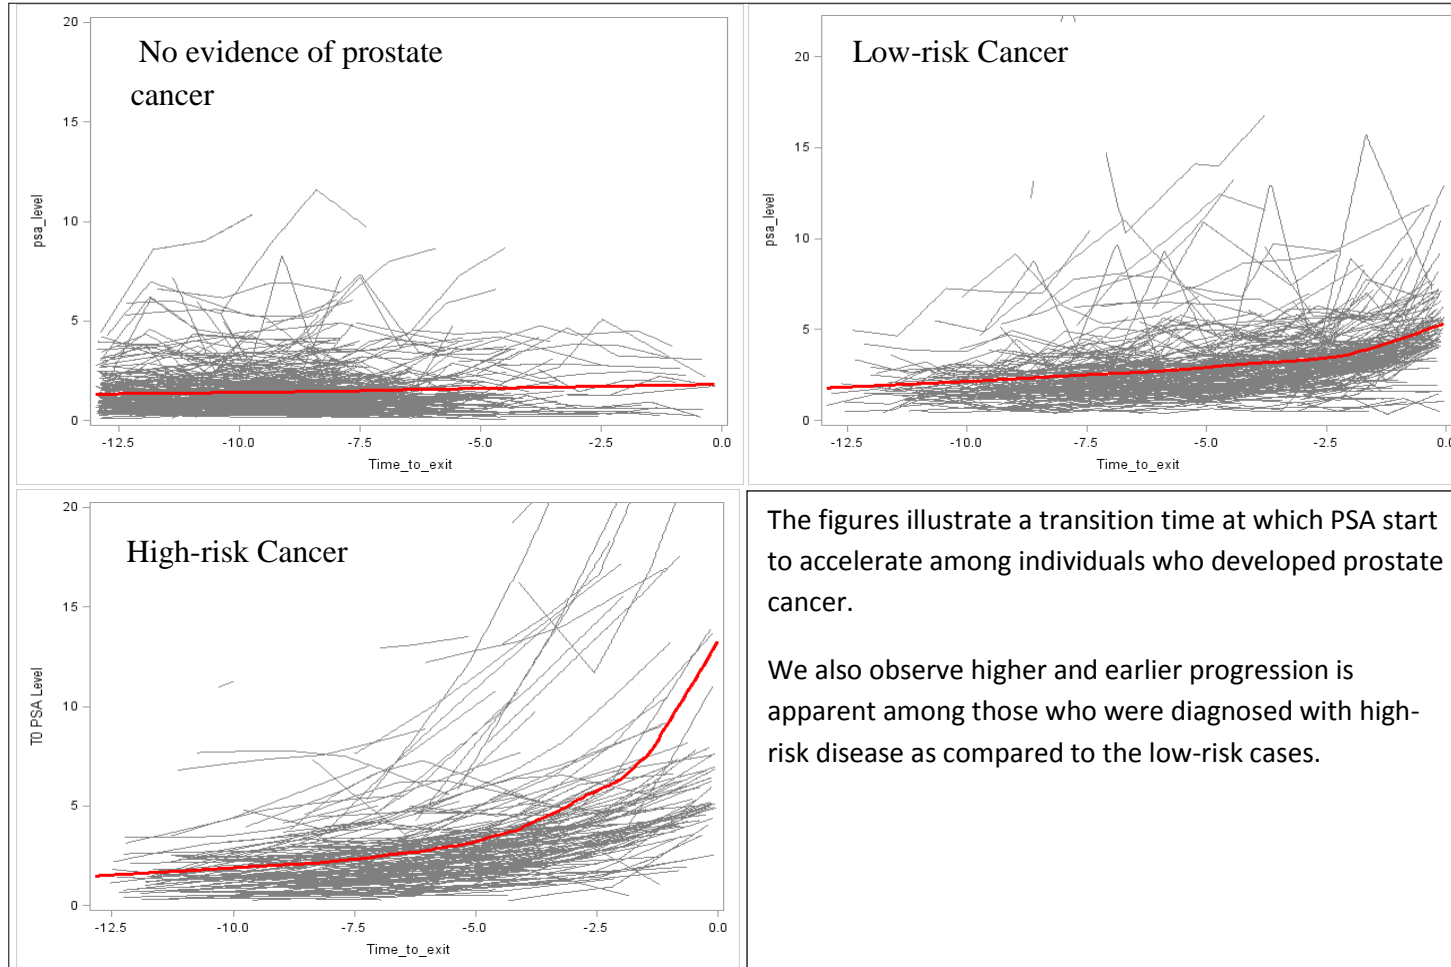 No evidence of prostate
cancer
20
15
10
5
0
psa_level
-12.5
-10.0
-7.5
-5.0
-2.5
0.0
Time_to_exit
Low-risk Cancer
20
15
10
5
0
psa_level
-12.5
-10.0
-7.5
-5.0
-2.5
0.0
Time_to_exit
High-risk Cancer
20
15
10
5
0
T0 PSA Level
-12.5
-10.0
-7.5
-5.0
-2.5
0.0
Time_to_exit
The figures illustrate a transition time at which PSA start
to accelerate among individuals who developed prostate
cancer.
We also observe higher and earlier progression is
apparent among those who were diagnosed with high-
risk disease as compared to the low-risk cases.